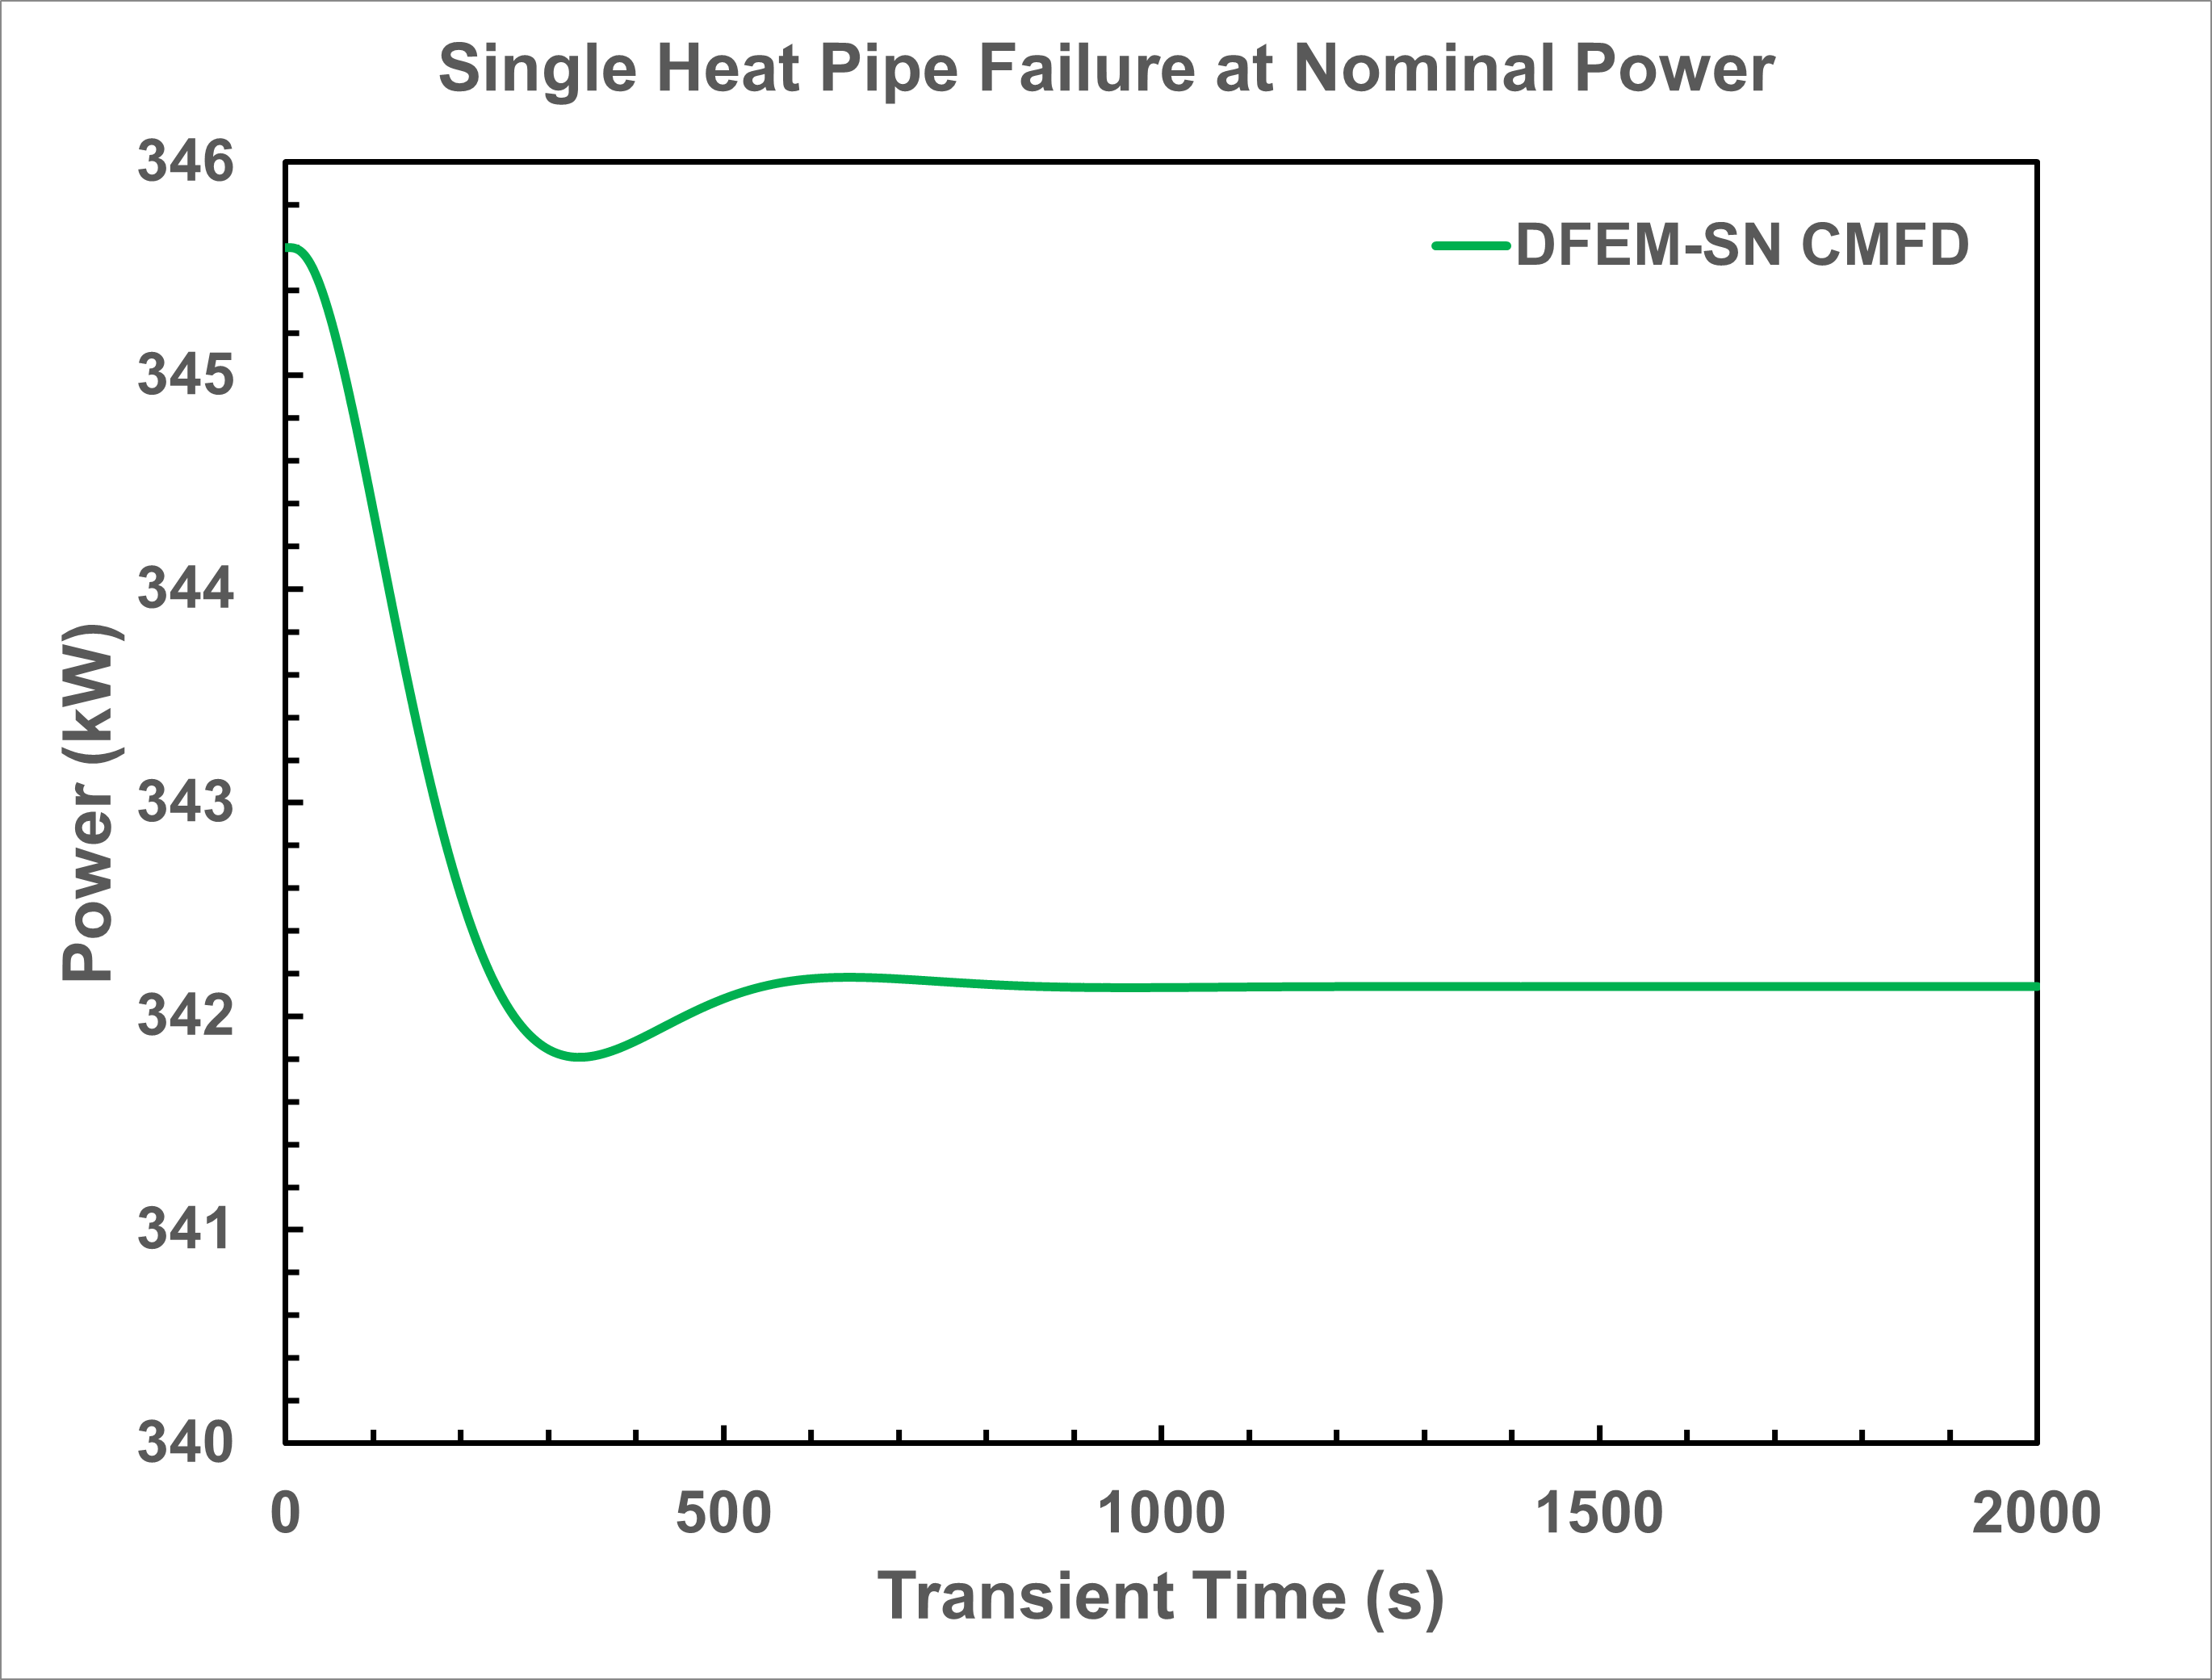 Single Heat Pipe Failure at Nominal Power
346
DFEM-SN CMFD
345
344
343
342
341
340
Power (kW)
0 500 1000 1500 2000
Transient Time (s)